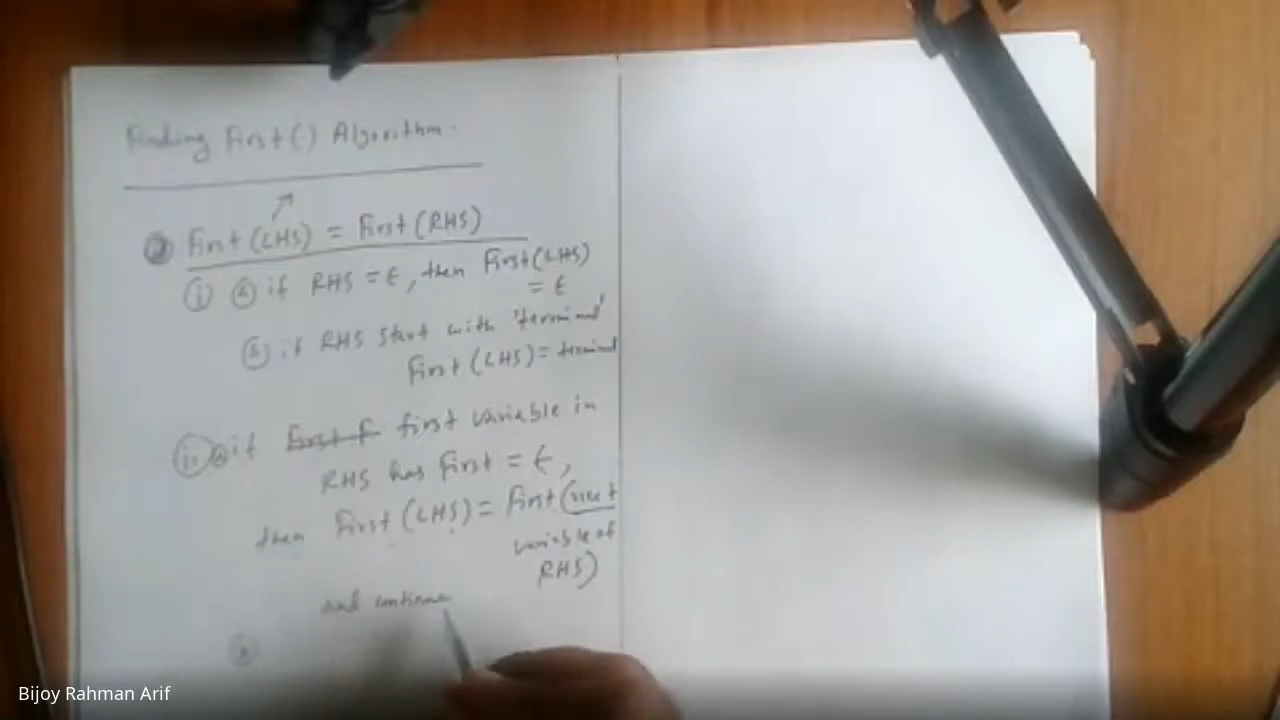 Finding First() Algorithm.
First(LHS) = First(RHS)
(i) (a) if RHS = ϵ, then First(LHS)
= ϵ
(b) if RHS start with 'terminal'
First(LHS) = terminal
(ii) (a) if first variable in
RHS has First = ϵ,
then First(LHS) = First(next
variable of
RHS)
and continue
(b)
Bijoy Rahman Arif